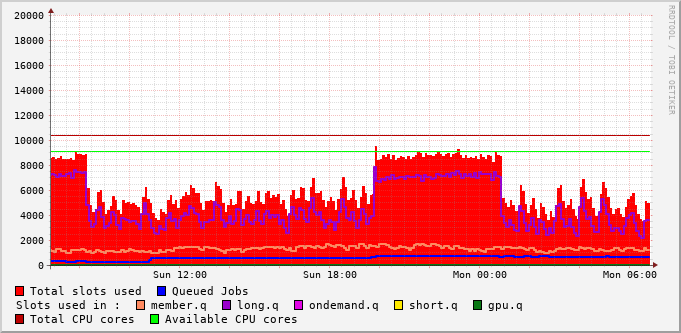 RRDTOOL / TOBI OETIKER
20000
18000
16000
14000
12000
10000
8000
6000
4000
2000
0
Sun 12:00 Sun 18:00 Mon 00:00 Mon 06:00
Total slots used Queued Jobs
Slots used in : member.q long.q ondemand.q short.q gpu.q
Total CPU cores Available CPU cores